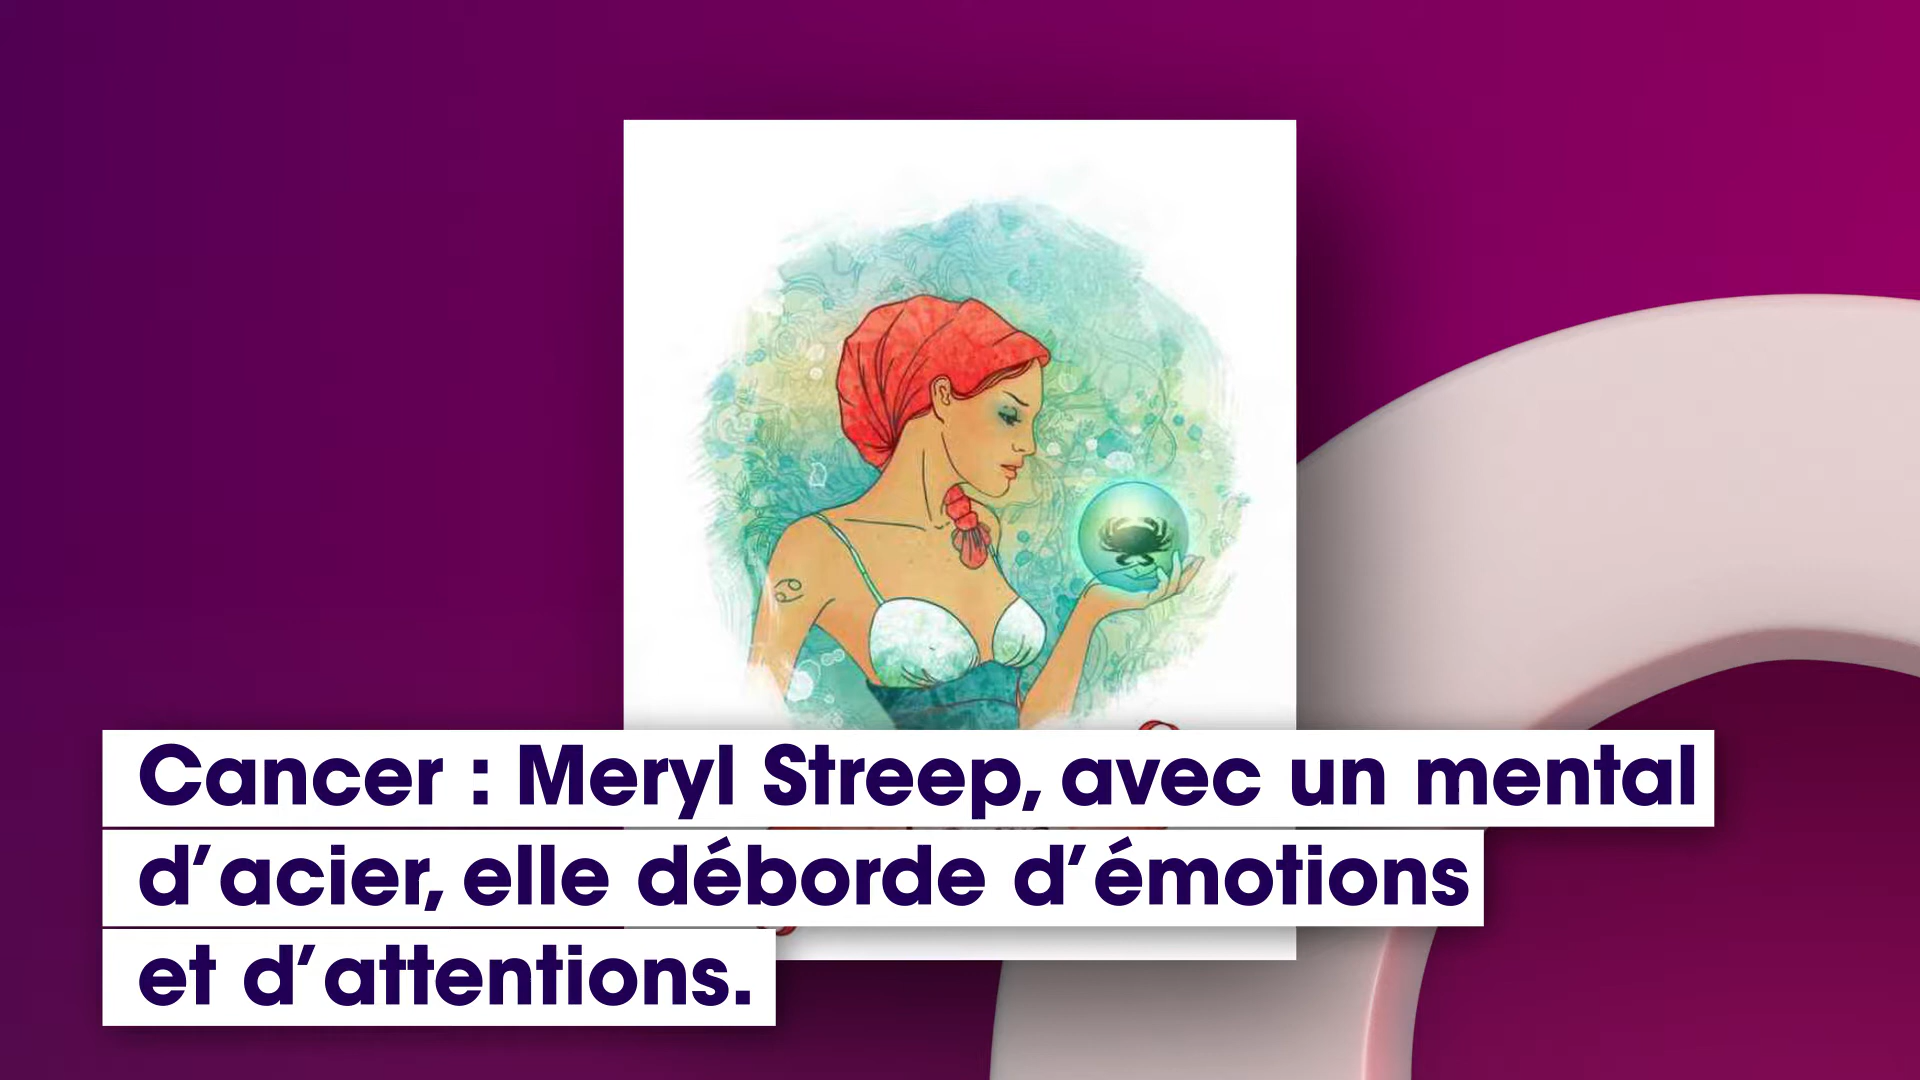 Cancer : Meryl Streep, avec un mental
d’acier, elle déborde d’émotions
et d’attentions.